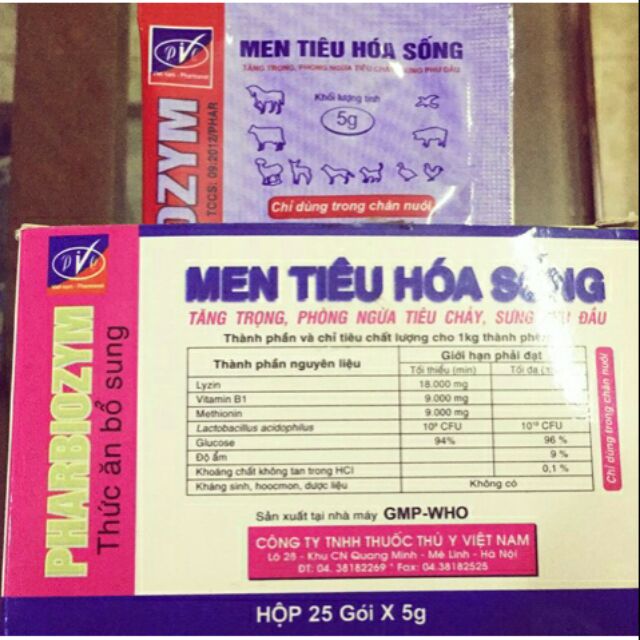 PVC
Viet Nam - Pharmavet
MEN TIÊU HÓA SỐNG
TĂNG TRỌNG, PHÒNG NGỪA TIÊU CHẢY, SƯNG PHÙ ĐẦU
Khối lượng tịnh
5g
TCCS: 09:2012/PHAR
Chỉ dùng trong chăn nuôi
PHARBIOZYM
Thức ăn bổ sung
MEN TIÊU HÓA SỐNG
TĂNG TRỌNG, PHÒNG NGỪA TIÊU CHẢY, SƯNG PHÙ ĐẦU
Thành phần và chỉ tiêu chất lượng cho 1kg thành phẩm
Thành phần nguyên liệu Giới hạn phải đạt
Tối thiểu (min) Tối đa
Lyzin 18.000 mg
Vitamin B1 9.000 mg
Methionin 9.000 mg
Lactobacillus acidophilus CFU CFU
Glucose 94% 96 %
Độ ẩm 9 %
Khoáng chất không tan trong HCl 0,1 %
Kháng sinh, hoocmon, dược liệu Không có
Chỉ dùng trong chăn nuôi
Sản xuất tại nhà máy GMP-WHO
CÔNG TY TNHH THUỐC THÚ Y VIỆT NAM
Lô 28 - Khu CN Quang Minh - Mê Linh - Hà Nội
ĐT: 04. 38182269 * Fax: 04.38182525
HỘP 25 Gói X 5g